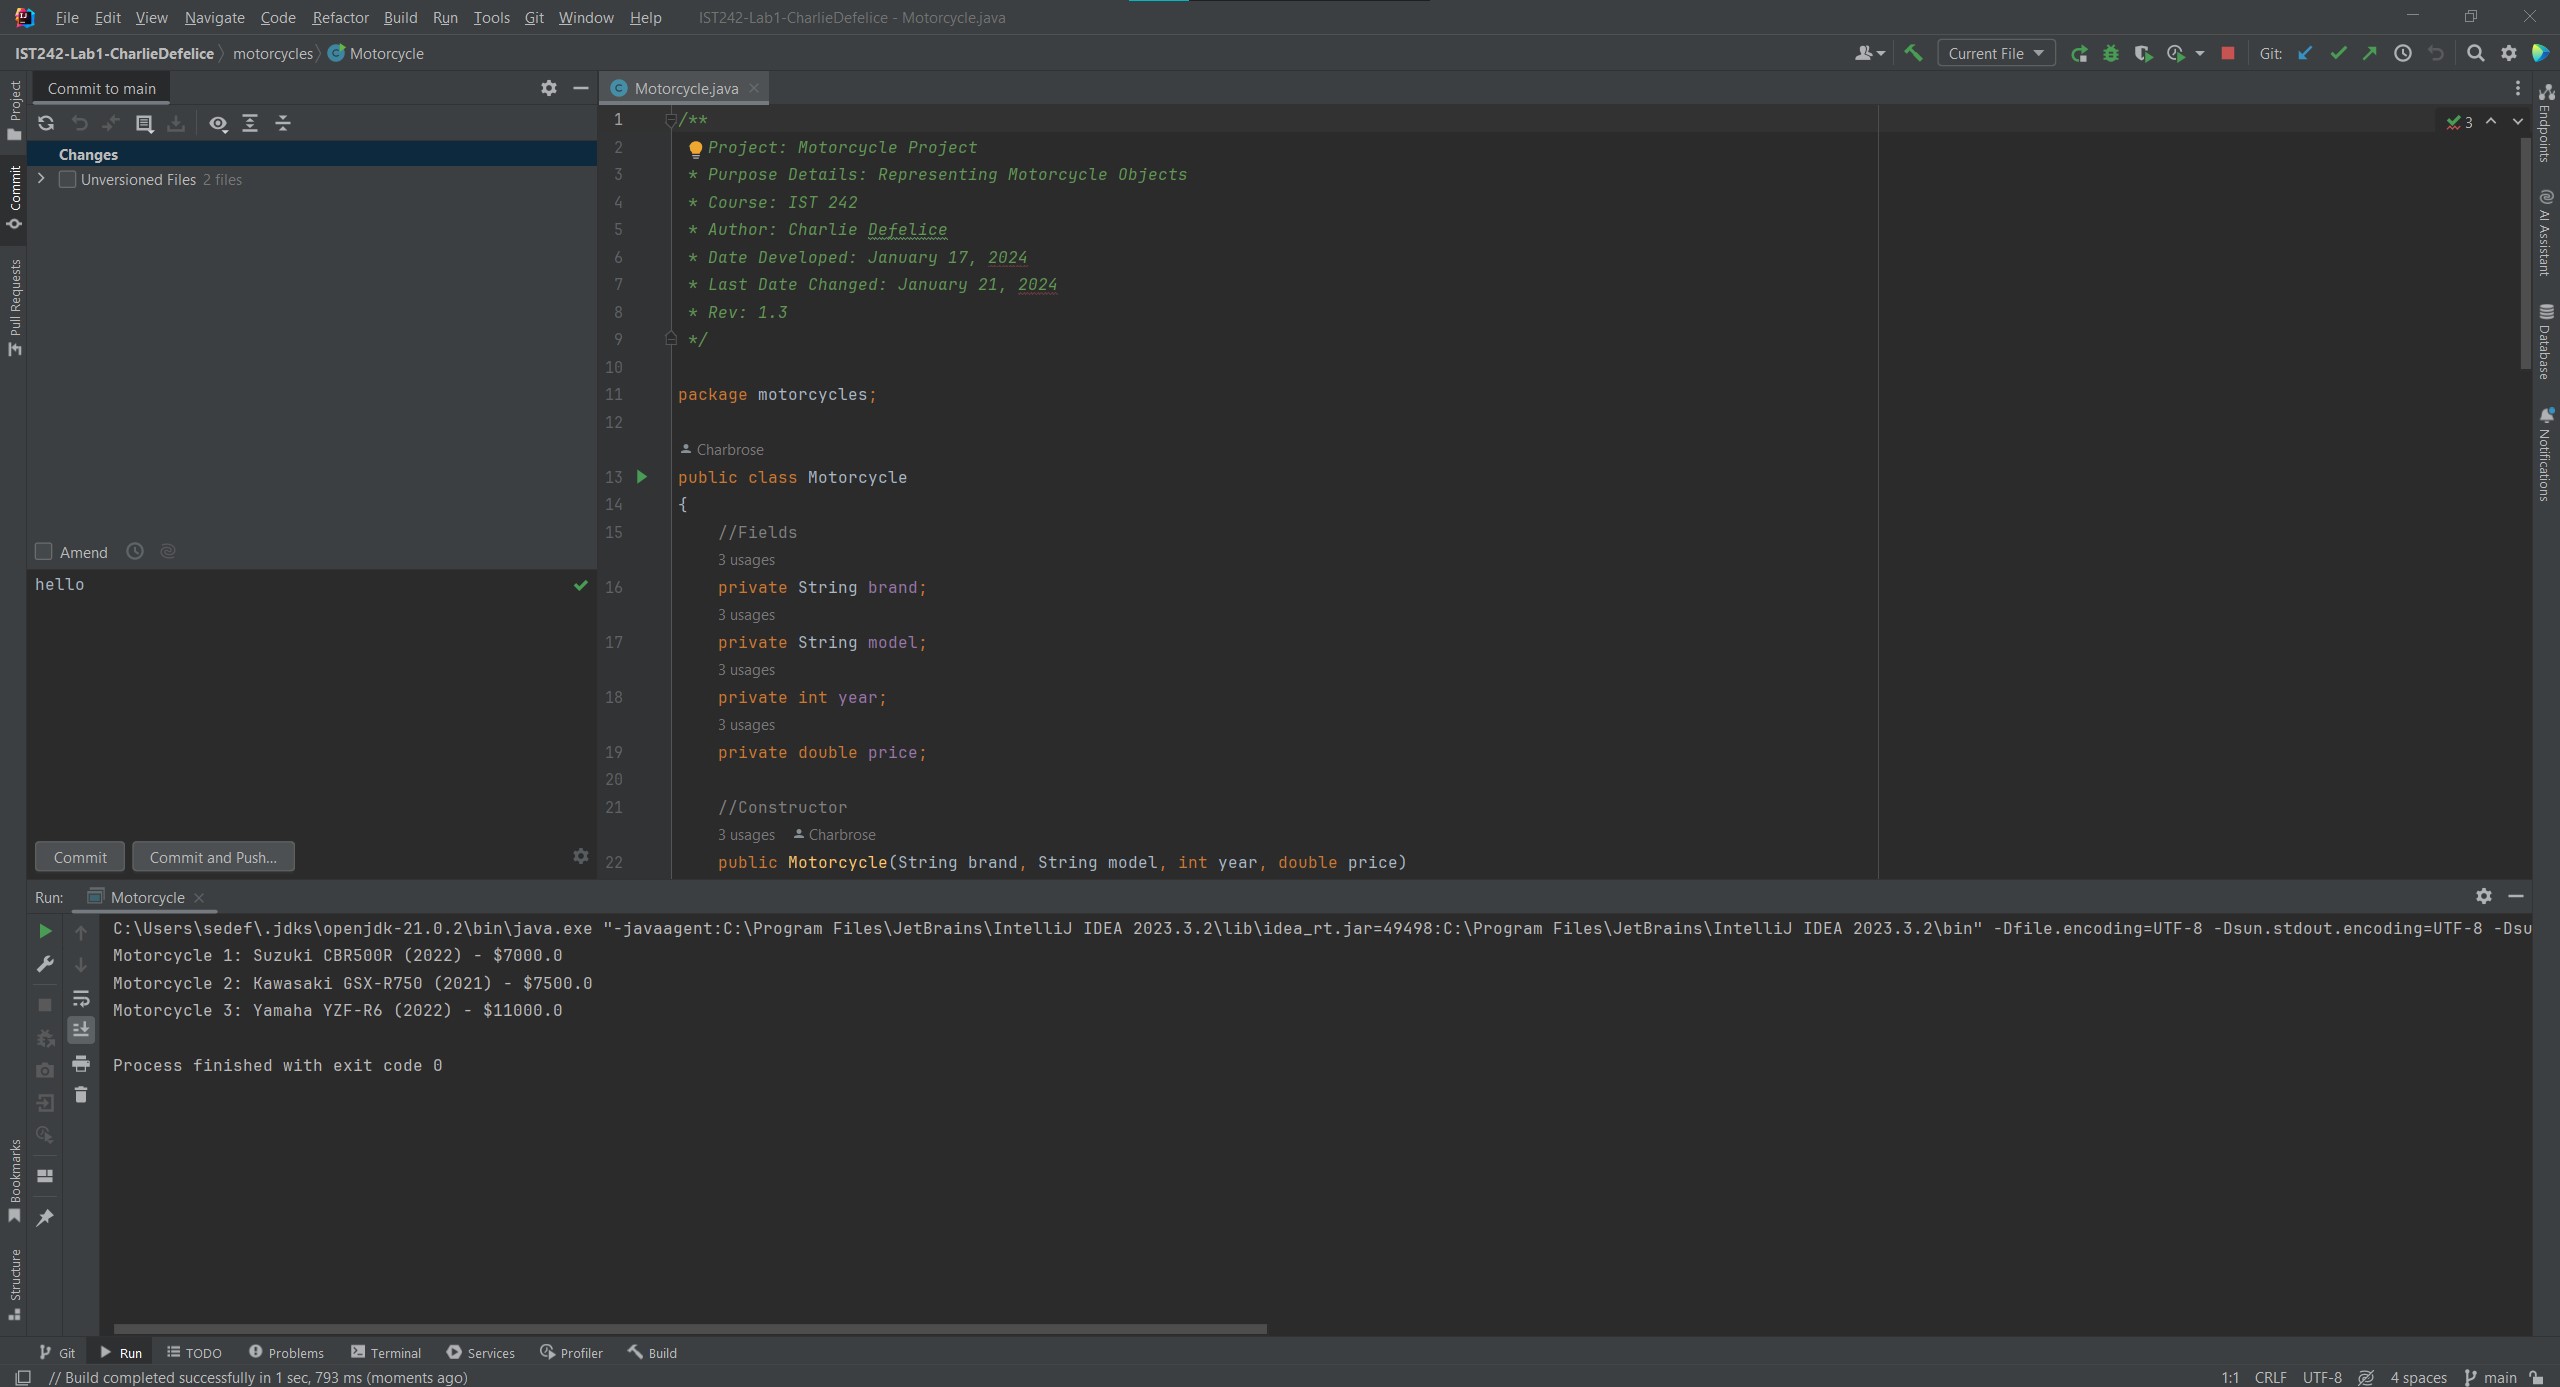 File Edit View Navigate Code Refactor Build Run Tools Git Window Help IST242-Lab1-CharlieDefelice - Motorcycle.java
IST242-Lab1-CharlieDefelice motorcycles Motorcycle
Current File
Git:
Project
Commit
Pull Requests
Bookmarks
Structure
Commit to main
Changes
Unversioned Files 2 files
Amend
hello
Commit
Commit and Push...
Motorcycle.java
3
1 /**
2 Project: Motorcycle Project
3 * Purpose Details: Representing Motorcycle Objects
4 * Course: IST 242
5 * Author: Charlie Defelice
6 * Date Developed: January 17, 2024
7 * Last Date Changed: January 21, 2024
8 * Rev: 1.3
9 */
10
11 package motorcycles;
12
Charbrose
13 public class Motorcycle
14 {
15 //Fields
3 usages
16 private String brand;
3 usages
17 private String model;
3 usages
18 private int year;
3 usages
19 private double price;
20
21 //Constructor
3 usages Charbrose
22 public Motorcycle(String brand, String model, int year, double price)
Endpoints
AI Assistant
Database
Notifications
Run: Motorcycle
C:\Users\sedef\.jdks\openjdk-21.0.2\bin\java.exe "-javaagent:C:\Program Files\JetBrains\IntelliJ IDEA 2023.3.2\lib\idea_rt.jar=49498:C:\Program Files\JetBrains\IntelliJ IDEA 2023.3.2\bin" -Dfile.encoding=UTF-8 -Dsun.stdout.encoding=UTF-8 -Dsu
Motorcycle 1: Suzuki CBR500R (2022) - $7000.0
Motorcycle 2: Kawasaki GSX-R750 (2021) - $7500.0
Motorcycle 3: Yamaha YZF-R6 (2022) - $11000.0
Process finished with exit code 0
Git Run TODO Problems Terminal Services Profiler Build
// Build completed successfully in 1 sec, 793 ms (moments ago)
1:1 CRLF UTF-8 4 spaces main